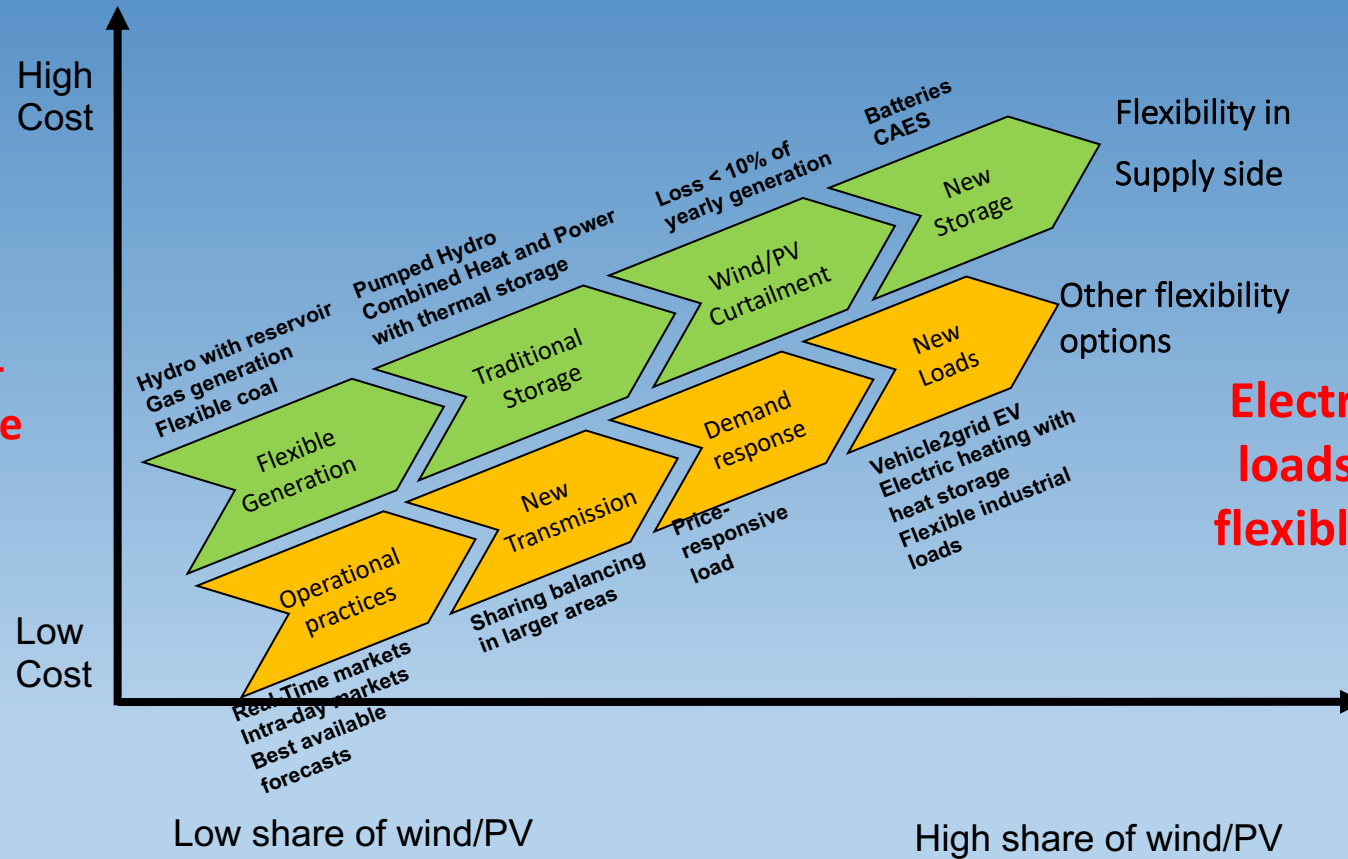 High
Cost
Batteries
CAES
Flexibility in
Supply side
Loss < 10% of
yearly generation
New
Storage
Pumped Hydro
Combined Heat and Power
with thermal storage
Wind/PV
Curtailment
Other flexibility
options
Hydro with reservoir
Gas generation
Flexible coal
Traditional
Storage
New
Loads
e
Electr
loads
flexibl
Flexible
Generation
Demand
response
Vehicle2grid EV
Electric heating with
heat storage
Flexible industrial
loads
New
Transmission
Price-
responsive
load
Operational
practices
Sharing balancing
in larger areas
Low
Cost
Real-Time markets
Intra-day markets
Best available
forecasts
Low share of wind/PV
High share of wind/PV